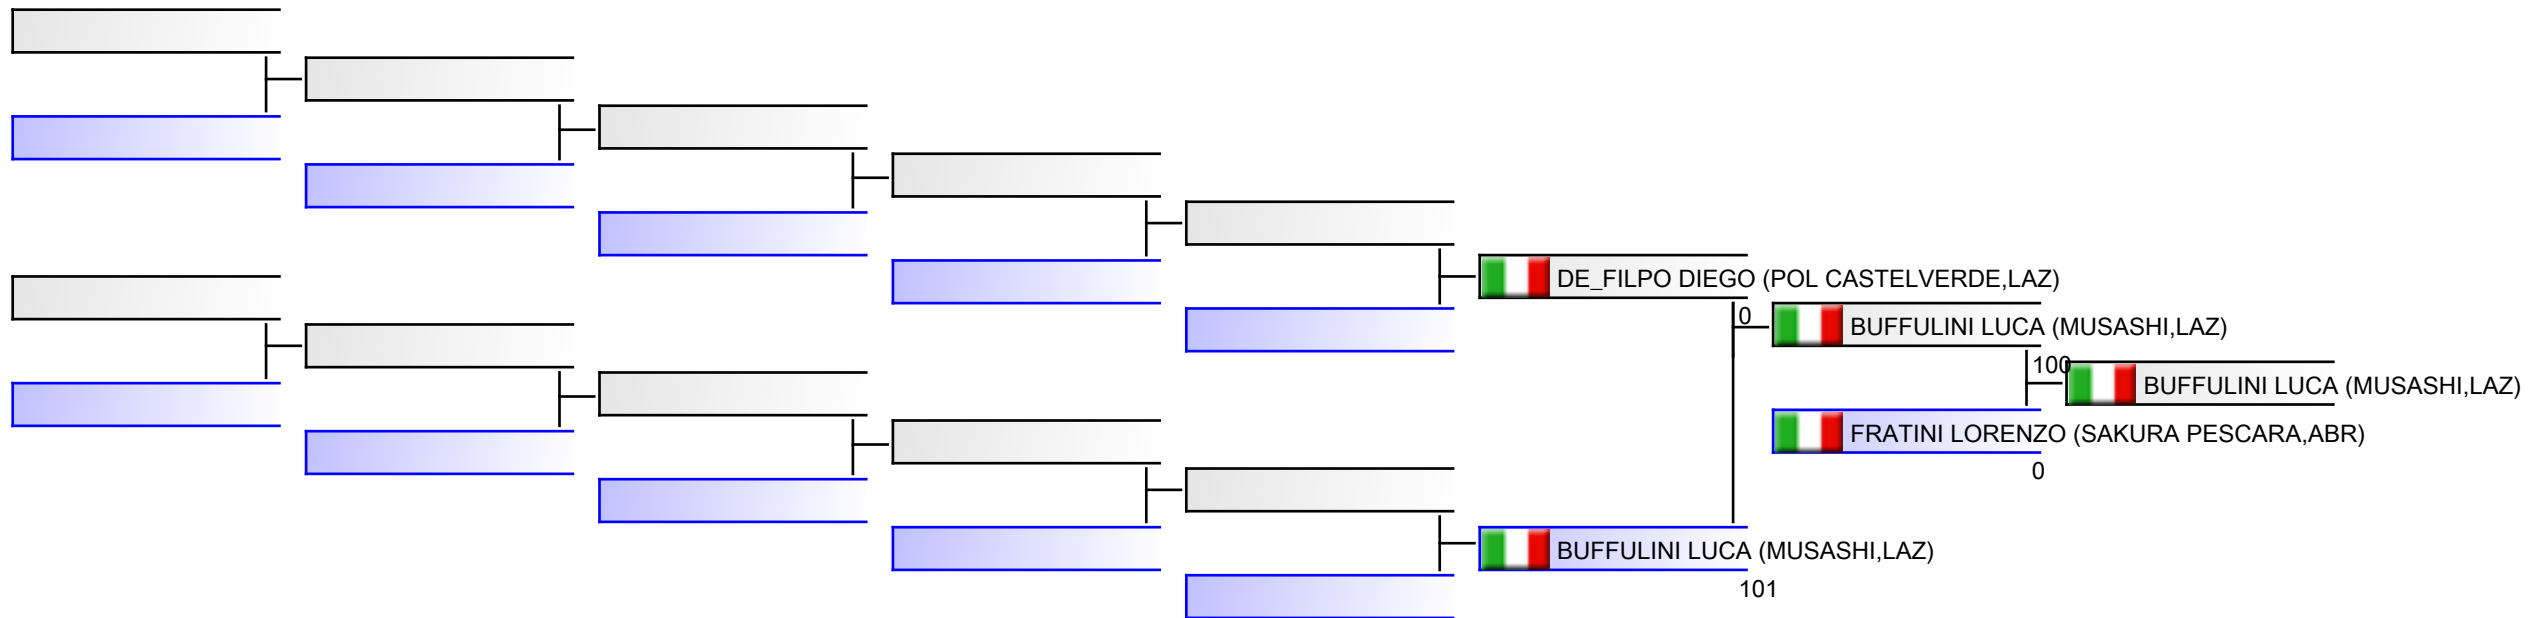 DE_FILPO DIEGO (POL CASTELVERDE,LAZ)
0
BUFFULINI LUCA (MUSASHI,LAZ)
100
BUFFULINI LUCA (MUSASHI,LAZ)
FRATINI LORENZO (SAKURA PESCARA,ABR)
0
BUFFULINI LUCA (MUSASHI,LAZ)
101